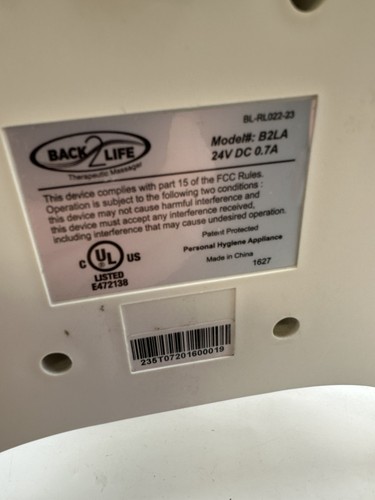 BL-RL022-23
BACK 2 LIFE
Therapeutic Massager
Model#: B2LA
24V DC 0.7A
This device complies with part 15 of the FCC Rules.
Operation is subject to the following two conditions :
this device may not cause harmful interference and
this device must accept any interference received,
including interference that may cause undesired operation.
Patent Protected
Personal Hygiene Appliance
Made in China
1627
C UL US
LISTED
E472138
235T07201600019